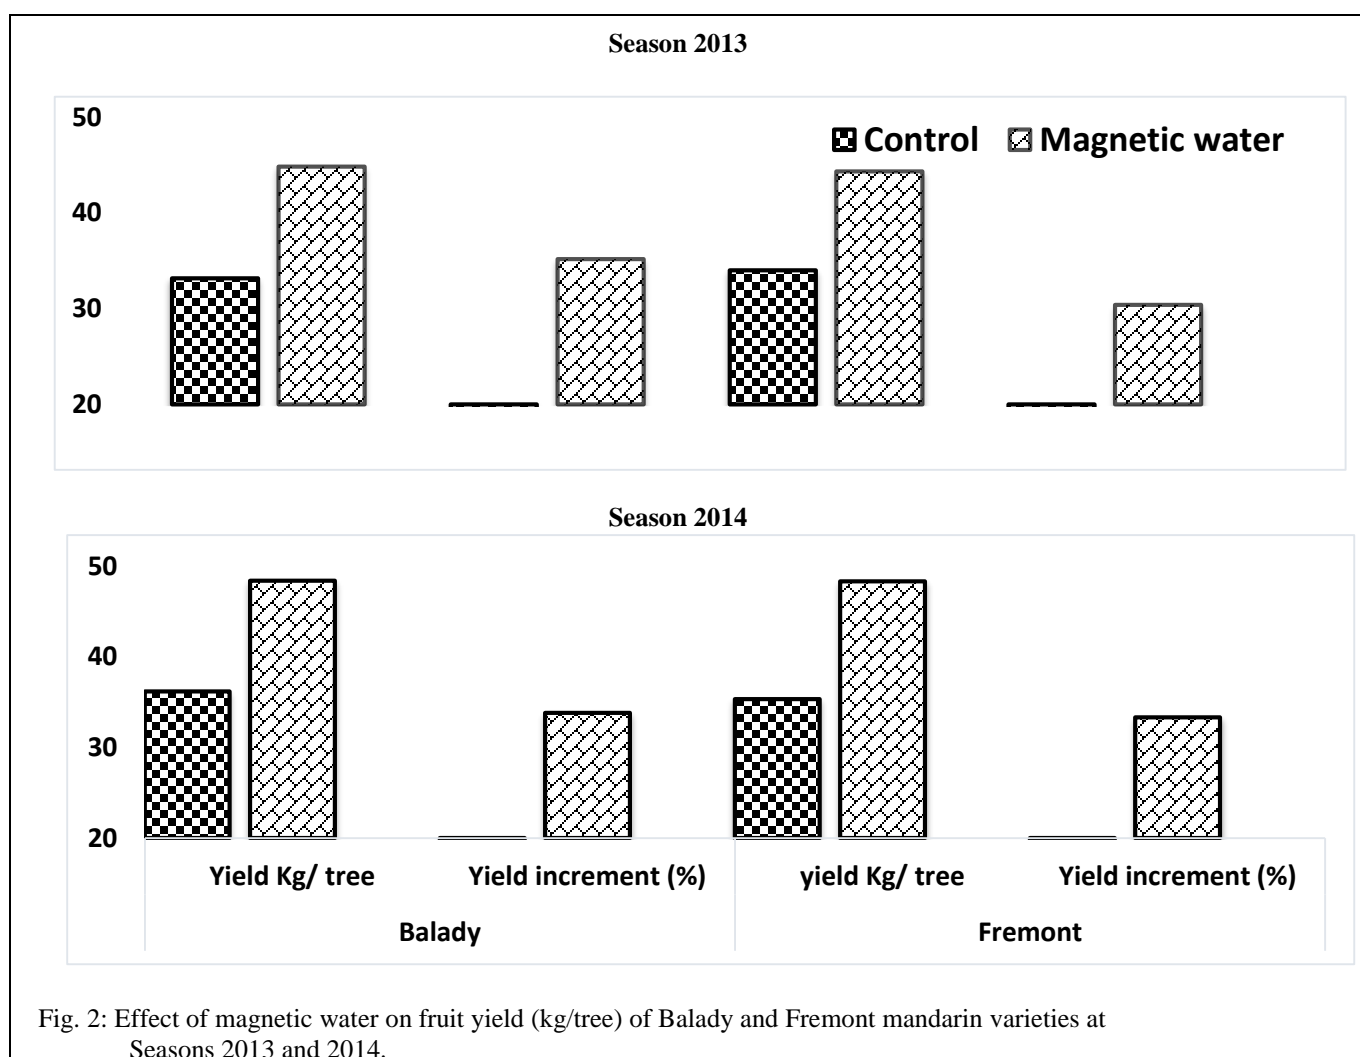 Season 2013
50
Control Magnetic water
40
30
20
Season 2014
50
40
30
20
Yield Kg/ tree Yield increment (%) yield Kg/ tree Yield increment (%)
Balady Fremont
Fig. 2: Effect of magnetic water on fruit yield (kg/tree) of Balady and Fremont mandarin varieties at
Seasons 2013 and 2014.